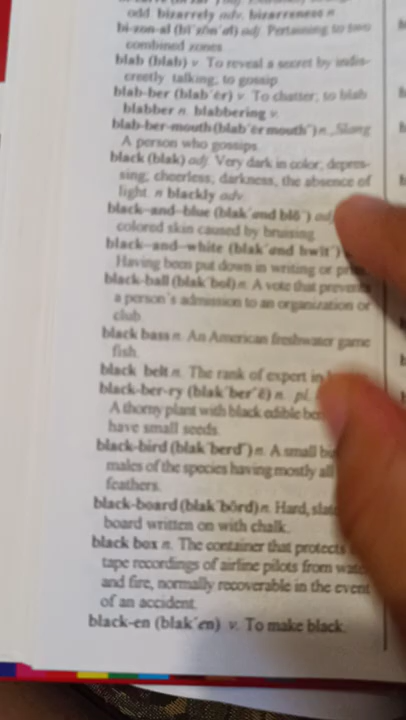 odd bizarrely adv. bizarreness n.
bi-zon-al (bī zōn al) adj. Pertaining to two
combined zones
blab (blab) v. To reveal a secret by indis-
creetly talking; to gossip.
blab-ber (blab´ėr) v. To chatter; to blab
blabber n. blabbering v.
blab-ber-mouth (blab´ėr mouth´) n., Slang
A person who gossips.
black (blak) adj. Very dark in color; depres-
sing; cheerless; darkness, the absence of
light. n blackly adv.
black–and–blue (blak´and blö´) adj
colored skin caused by bruising.
black–and–white (blak´and hwit´)
Having been put down in writing or
black-ball (blak´bol) n. A vote that prevents
a person's admission to an organization or
club.
black bass n. An American freshwater game
fish.
black belt n. The rank of expert in
black-ber-ry (blak´ber´ē) n. pl.
A thorny plant with black edible
have small seeds.
black-bird (blak´berd´) n. A small
males of the species having mostly all
feathers.
black-board (blak´bōrd) n. Hard,
board written on with chalk.
black box n. The container that protects
tape recordings of airline pilots from
and fire, normally recoverable in the event
of an accident.
black-en (blak´en) v. To make black.